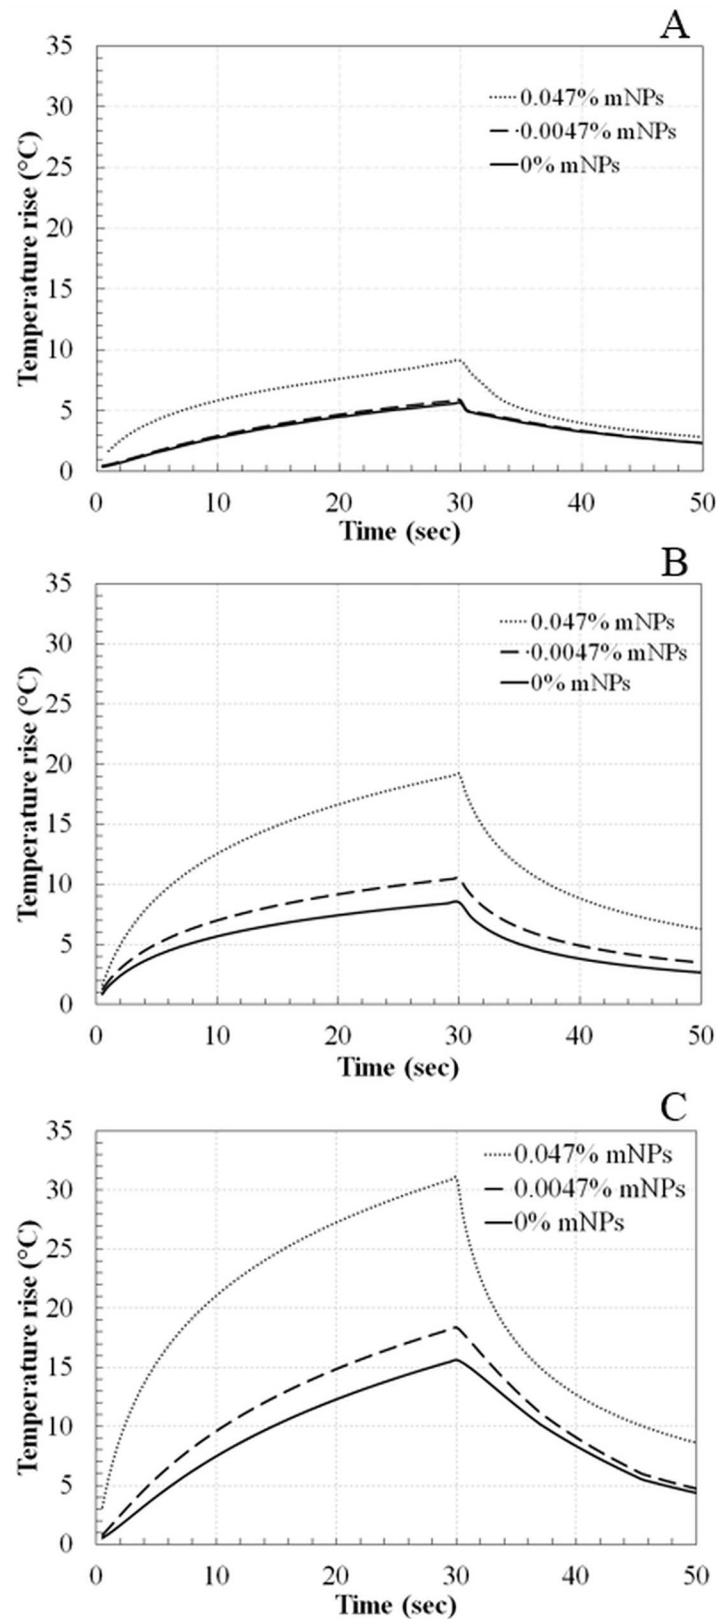 A
35
30
25
20
15
10
5
0
Temperature rise (°C)
0.047% mNPs
0.0047% mNPs
0% mNPs
0 10 20 30 40 50
Time (sec)
B
35
30
25
20
15
10
5
0
Temperature rise (°C)
0.047% mNPs
0.0047% mNPs
0% mNPs
0 10 20 30 40 50
Time (sec)
C
35
30
25
20
15
10
5
0
Temperature rise (°C)
0.047% mNPs
0.0047% mNPs
0% mNPs
0 10 20 30 40 50
Time (sec)